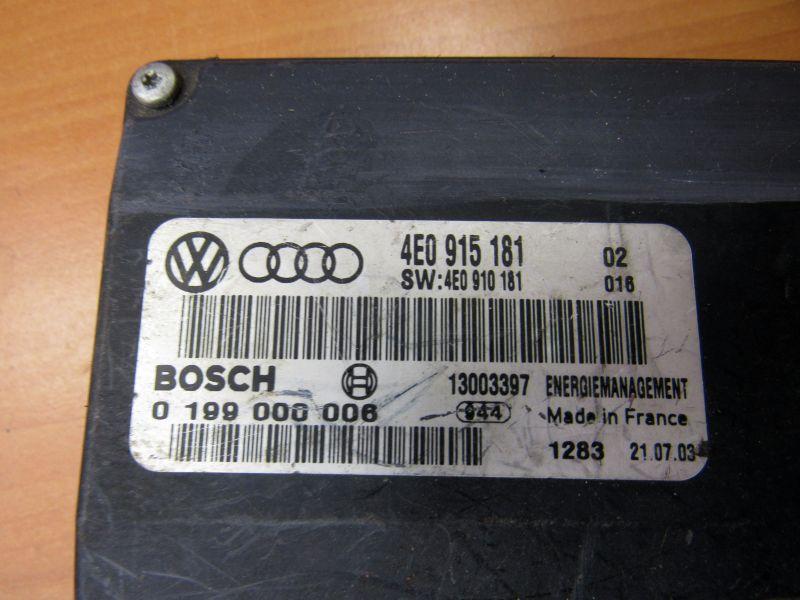 4E0 915 181 02
SW:4E0 910 181 016
BOSCH 13003397 ENERGIEMANAGEMENT
0 199 000 006 944 Made in France
1283 21.07.03